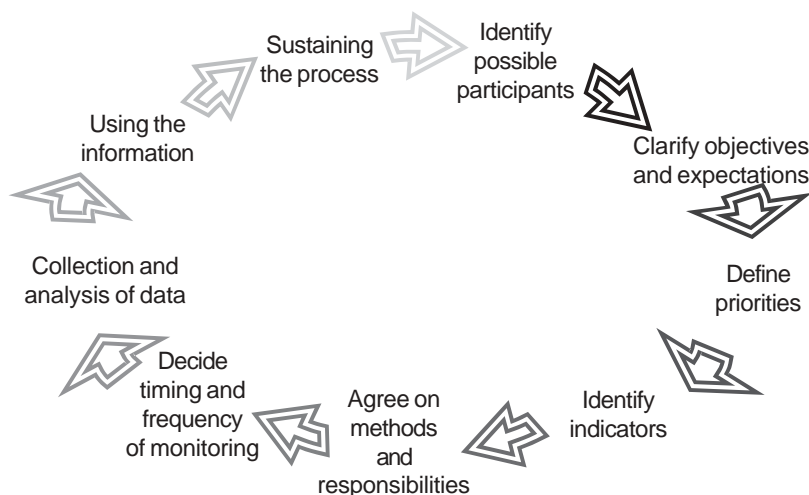 Sustaining
the process
Identify
possible
participants
Clarify objectives
and expectations
Define
priorities
Identify
indicators
Agree on
methods
and
responsibilities
Decide
timing and
frequency
of monitoring
Collection and
analysis of data
Using the
information